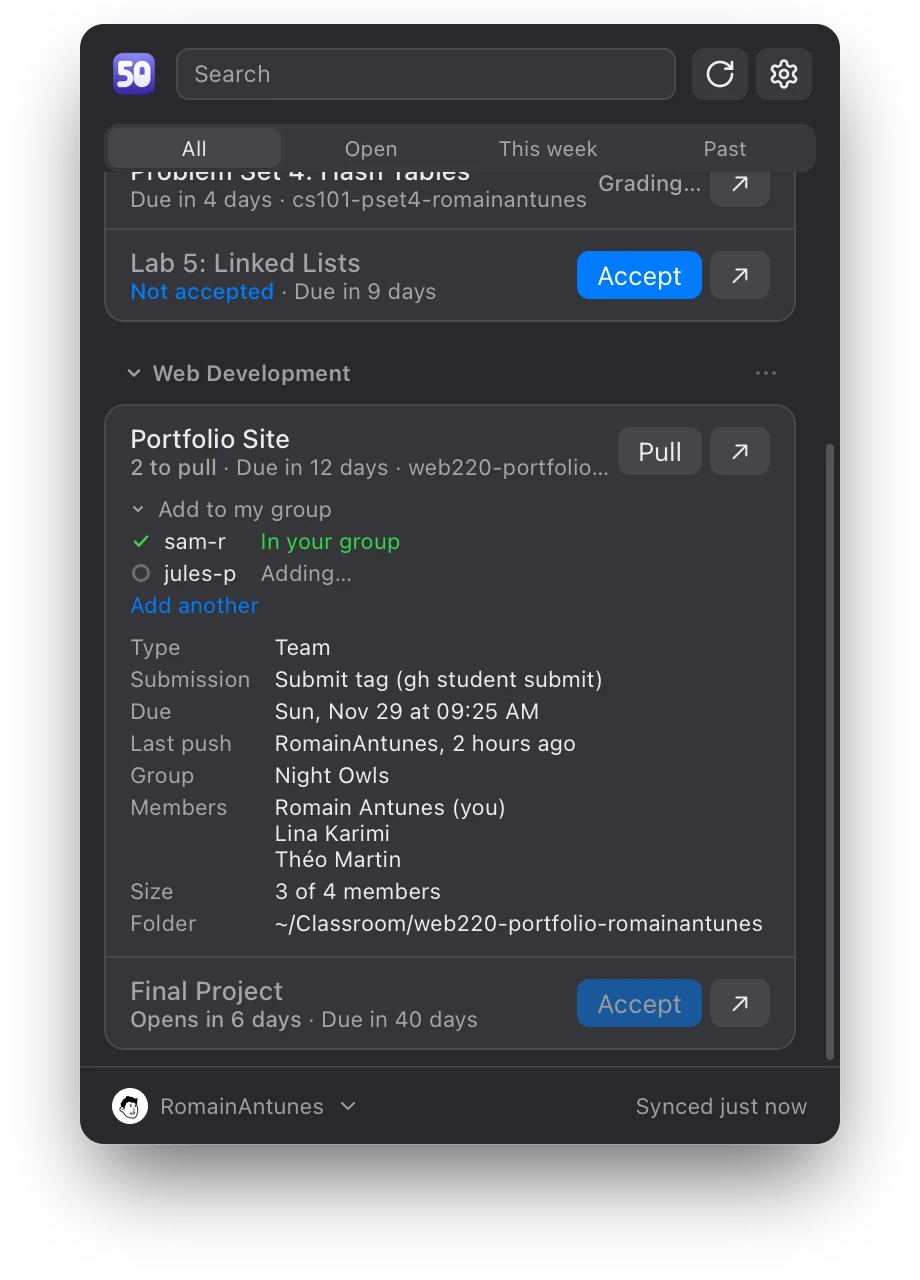 50
Search
All Open This week Past
Problem Set 4: Hash Tables
Due in 4 days · cs101-pset4-romainantunes
Grading...
Lab 5: Linked Lists
Not accepted · Due in 9 days
Accept
Web Development
Portfolio Site
2 to pull · Due in 12 days · web220-portfolio...
Pull
Add to my group
sam-r In your group
jules-p Adding...
Add another
Type Team
Submission Submit tag (gh student submit)
Due Sun, Nov 29 at 09:25 AM
Last push RomainAntunes, 2 hours ago
Group Night Owls
Members Romain Antunes (you)
Lina Karimi
Théo Martin
Size 3 of 4 members
Folder ~/Classroom/web220-portfolio-romainantunes
Final Project
Opens in 6 days · Due in 40 days
Accept
RomainAntunes
Synced just now